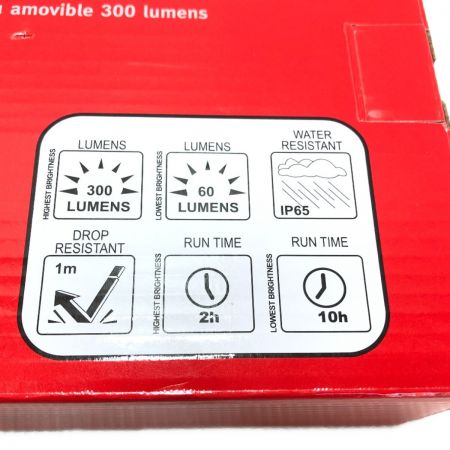 amovible 300 lumens
LUMENS
HIGHEST BRIGHTNESS
300
LUMENS
LUMENS
LOWEST BRIGHTNESS
60
LUMENS
WATER
RESISTANT
IP65
DROP
RESISTANT
1m
RUN TIME
HIGHEST BRIGHTNESS
2h
RUN TIME
LOWEST BRIGHTNESS
10h